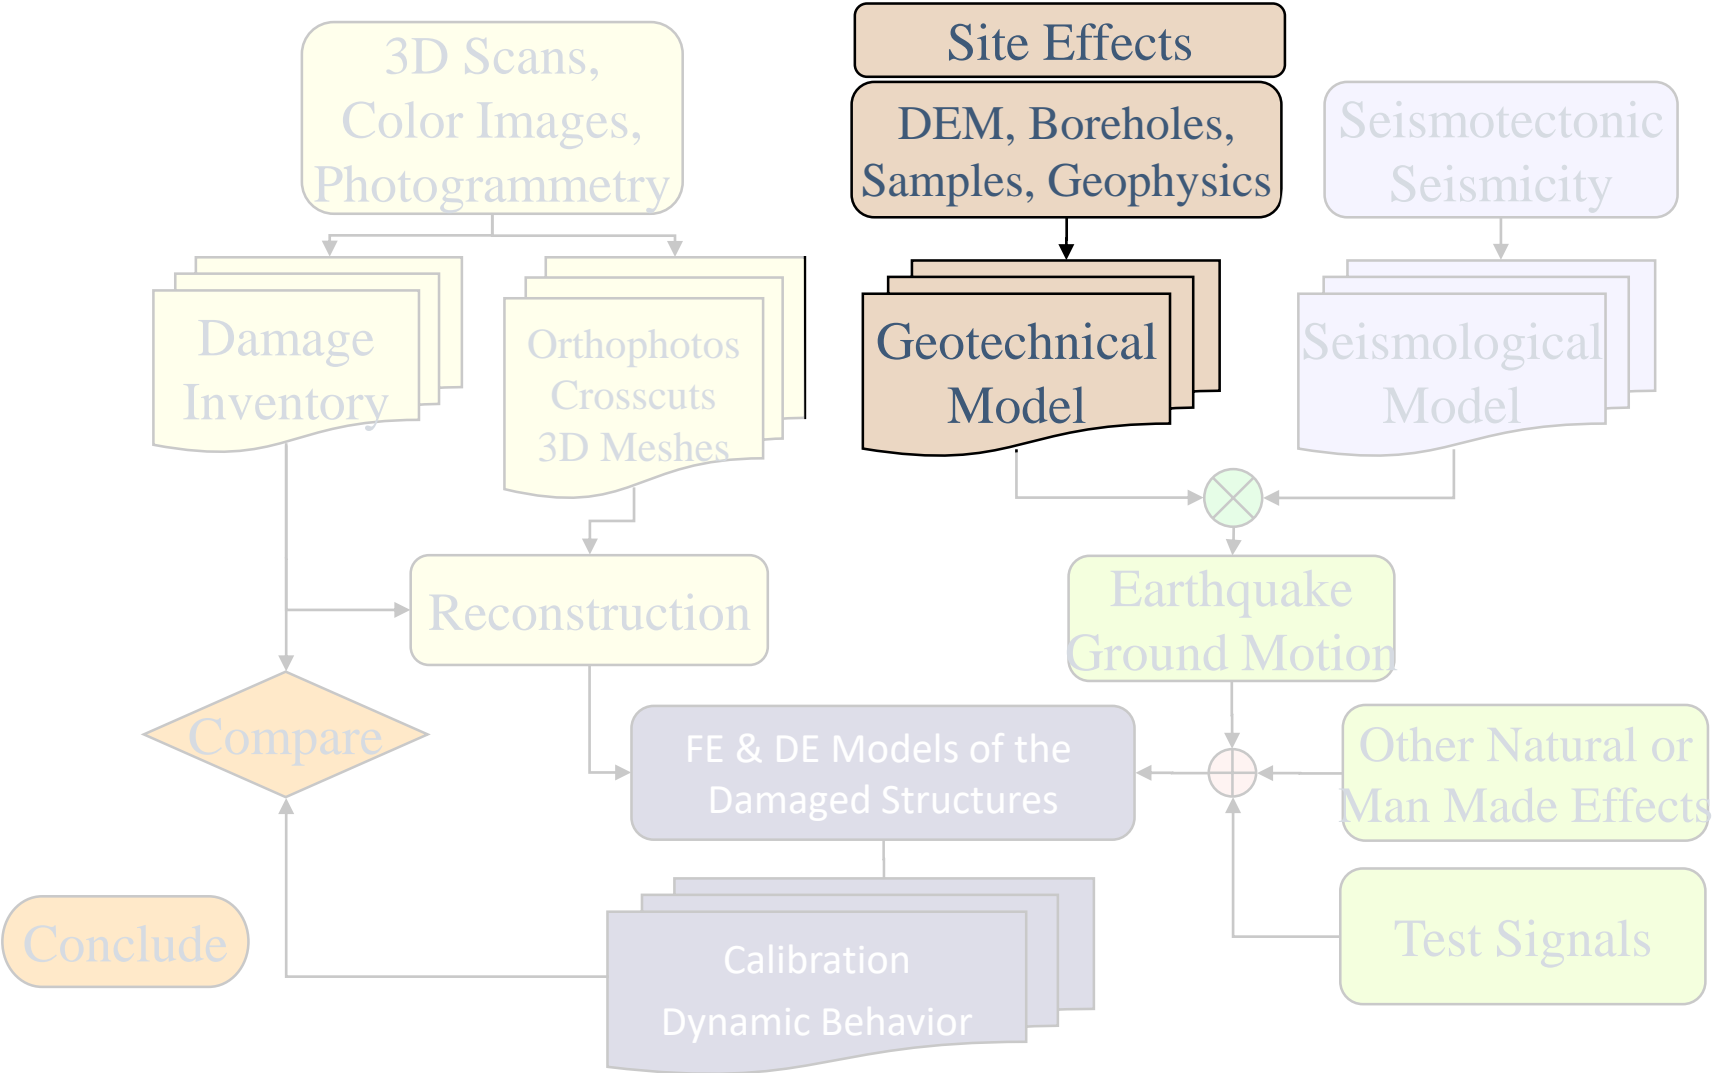 3D Scans,
Color Images,
Photogrammetry
Site Effects
DEM, Boreholes,
Samples, Geophysics
Seismotectonic
Seismicity
Damage
Inventory
Orthophotos
Crosscuts
3D Meshes
Geotechnical
Model
Seismological
Model
Reconstruction
Earthquake
Ground Motion
Compare
FE & DE Models of the
Damaged Structures
Other Natural or
Man Made Effects
Conclude
Calibration
Dynamic Behavior
Test Signals